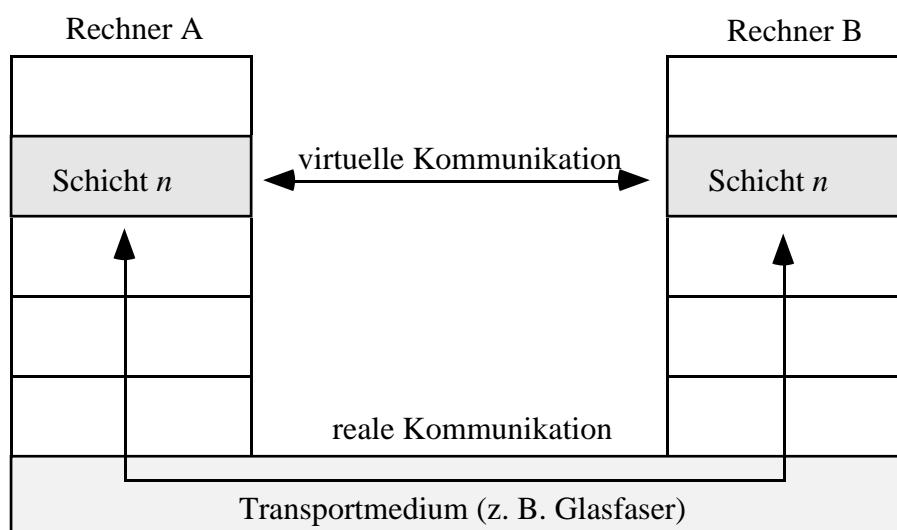 Rechner A
Rechner B
virtuelle Kommunikation
Schicht n
Schicht n
reale Kommunikation
Transportmedium (z. B. Glasfaser)